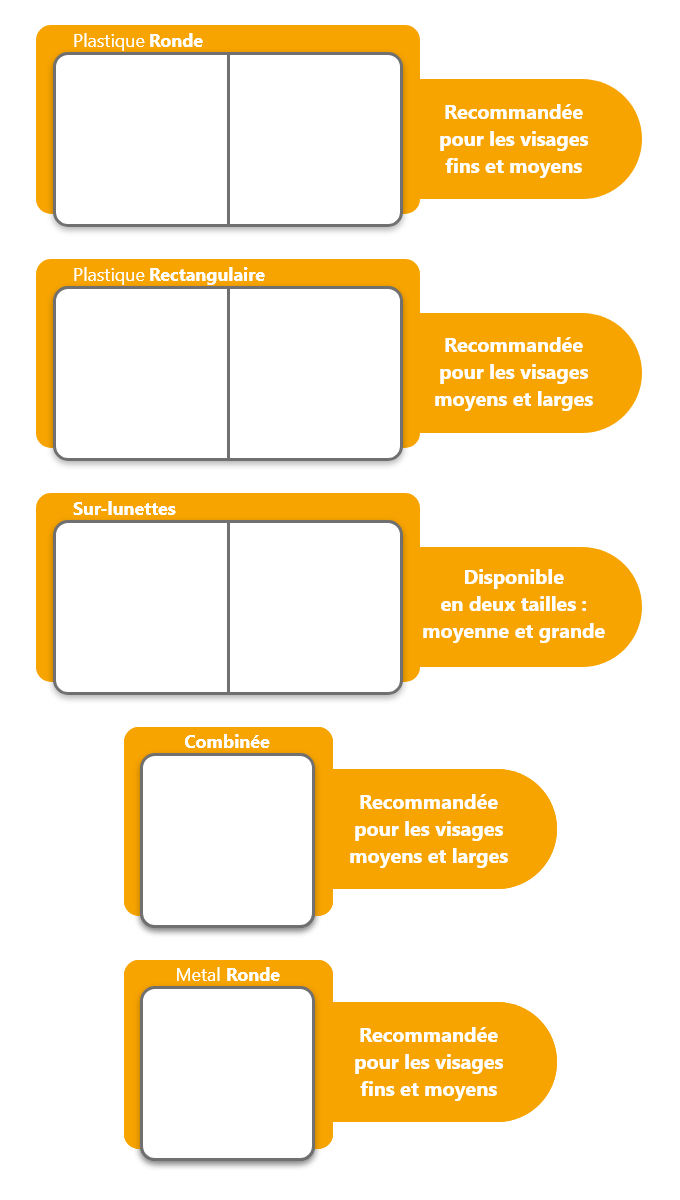 Plastique Ronde
Recommandée
pour les visages
fins et moyens
Plastique Rectangulaire
Recommandée
pour les visages
moyens et larges
Sur-lunettes
Disponible
en deux tailles :
moyenne et grande
Combinée
Recommandée
pour les visages
moyens et larges
Metal Ronde
Recommandée
pour les visages
fins et moyens